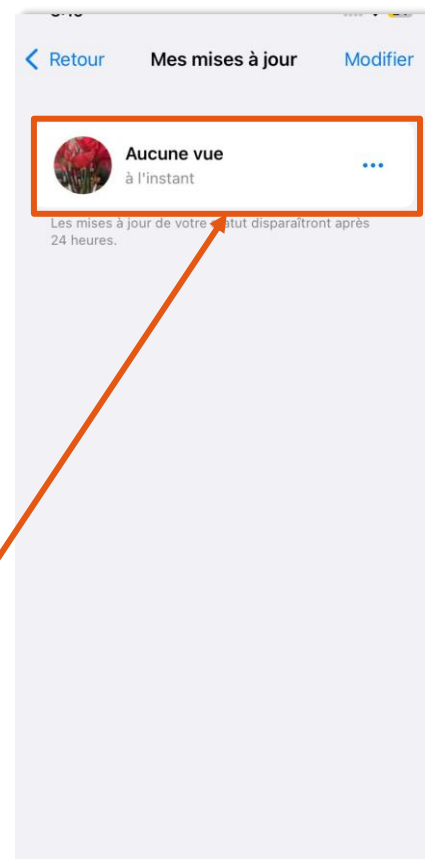 Retour Mes mises à jour Modifier
Aucune vue
à l'instant
Les mises à jour de votre statut disparaîtront après
24 heures.